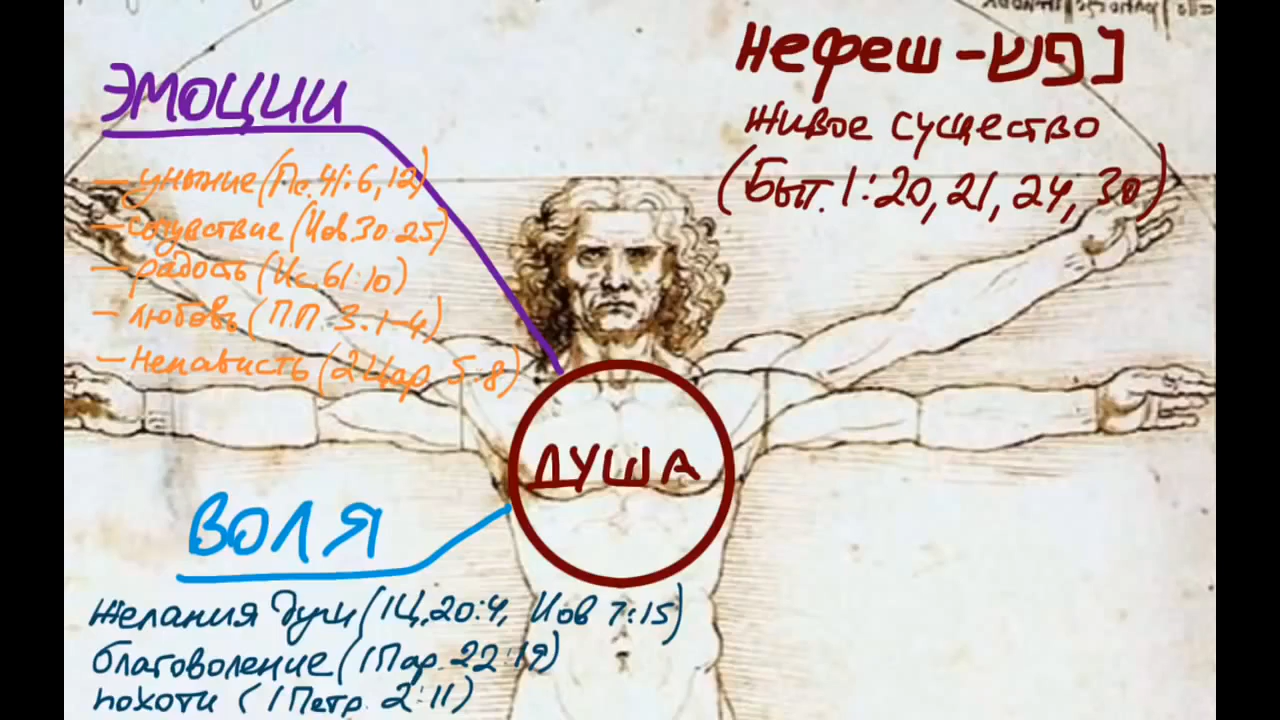 ЭМОЦИИ
— уныние (Пс. 41:6, 12)
— сочувствие (Иов. 30.25)
— радость (Ис. 61:10)
— любовь (П.П. 3.1-4)
— ненависть (2 Цар. 5:8)
Нефеш - נפש
живое существо
(Быт. 1:20, 21, 24, 30)
ДУША
ВОЛЯ
желания души (1Ц. 20:4, Иов 7:15)
благоволение (1 Пар. 22:19)
похоти (1 Петр. 2:11)